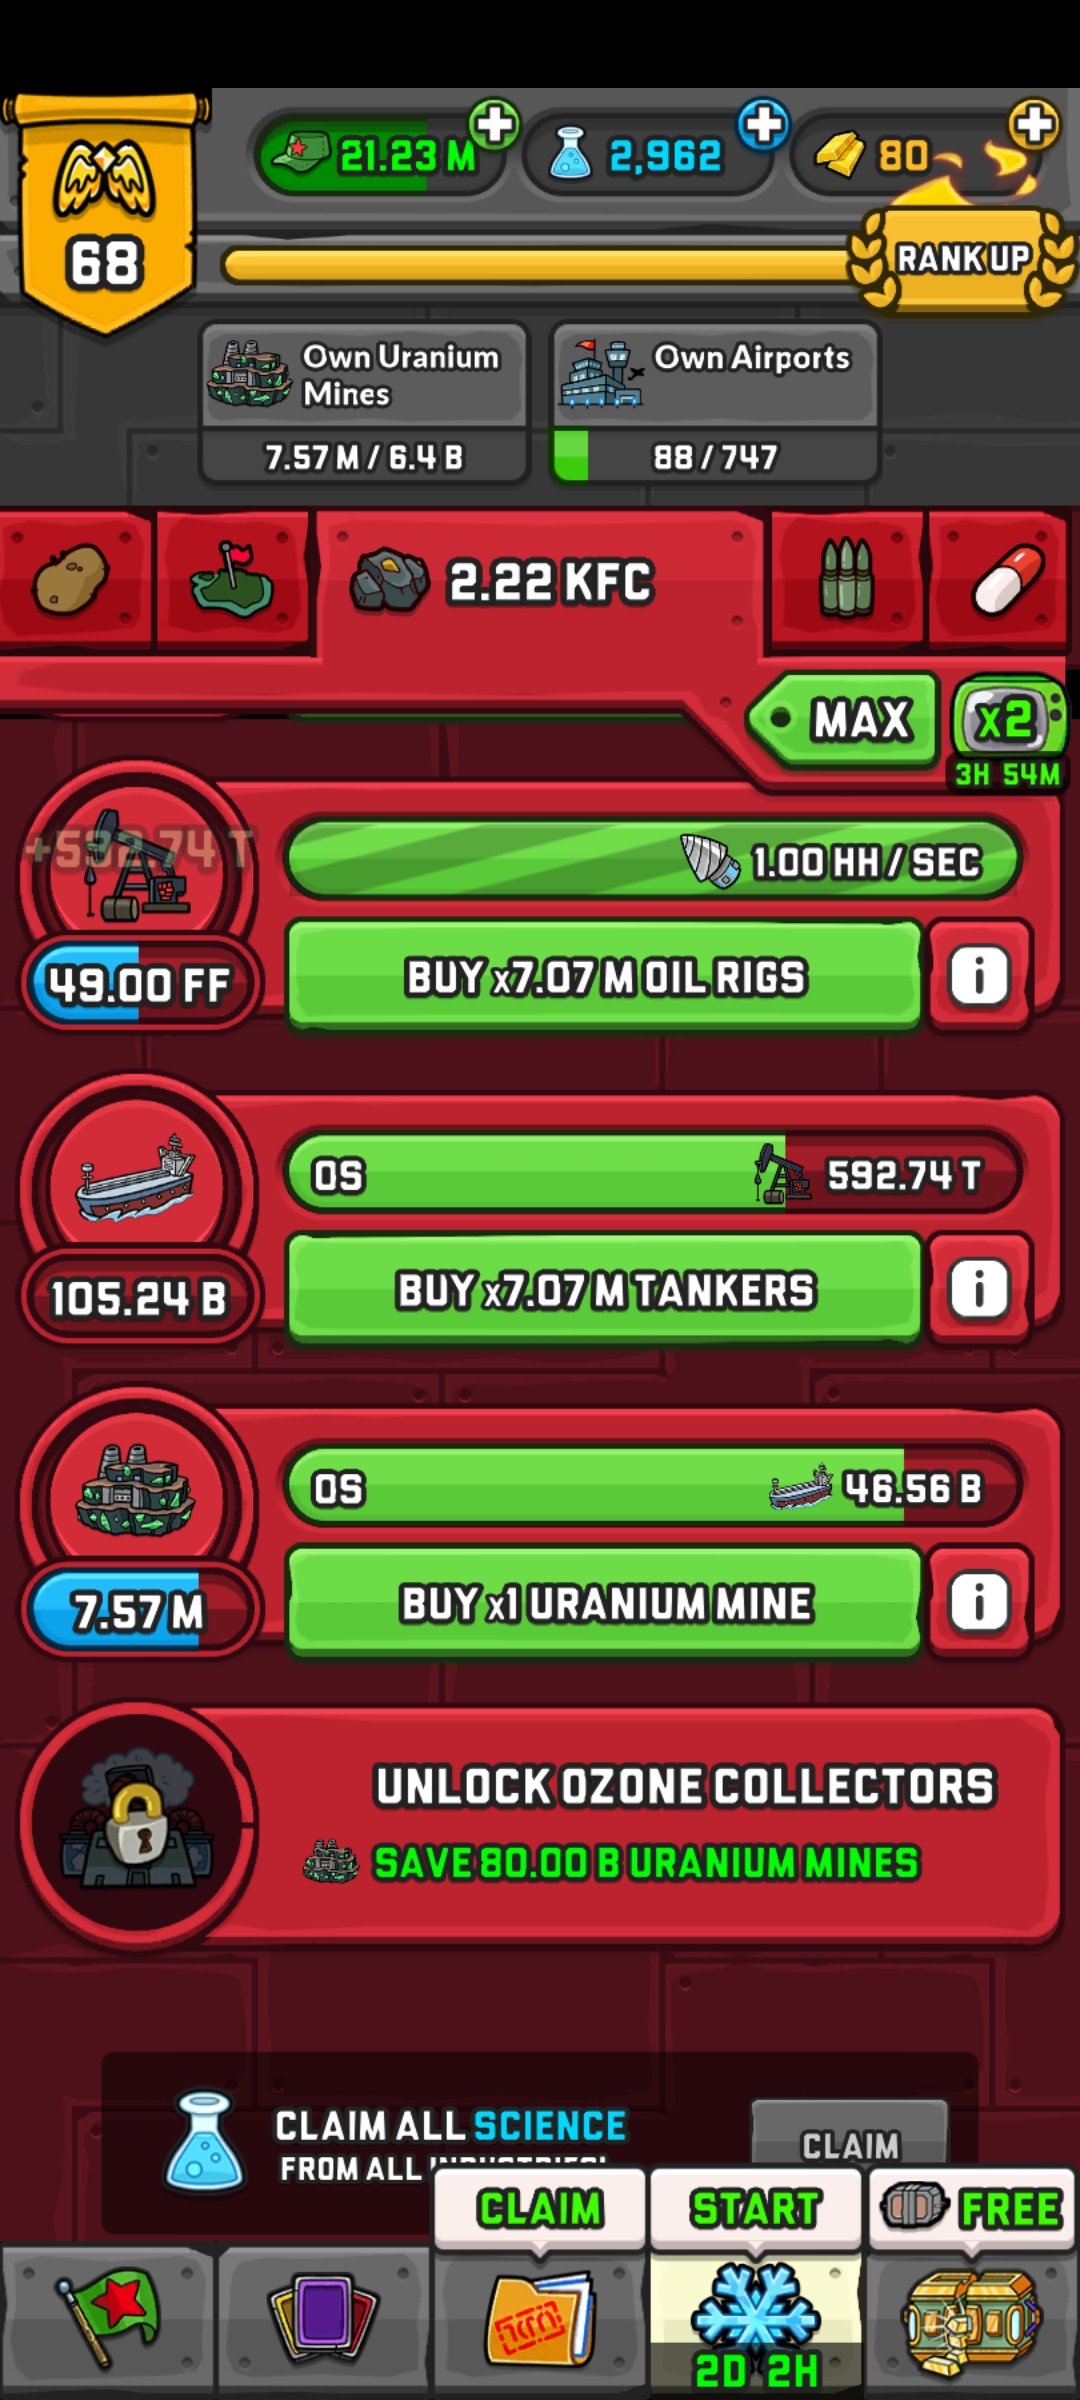 21.23 M
2,962
80
68
RANK UP
Own Uranium
Mines
7.57 M / 6.4 B
Own Airports
88 / 747
2.22 KFC
MAX
x2
3H 54M
+592.74 T
1.00 HH / SEC
49.00 FF
BUY x7.07 M OIL RIGS
i
0S
592.74 T
105.24 B
BUY x7.07 M TANKERS
i
0S
46.56 B
7.57 M
BUY x1 URANIUM MINE
i
UNLOCK OZONE COLLECTORS
SAVE 80.00 B URANIUM MINES
CLAIM ALL SCIENCE
FROM ALL INDUSTRIES!
CLAIM
CLAIM
START
FREE
2D 2H